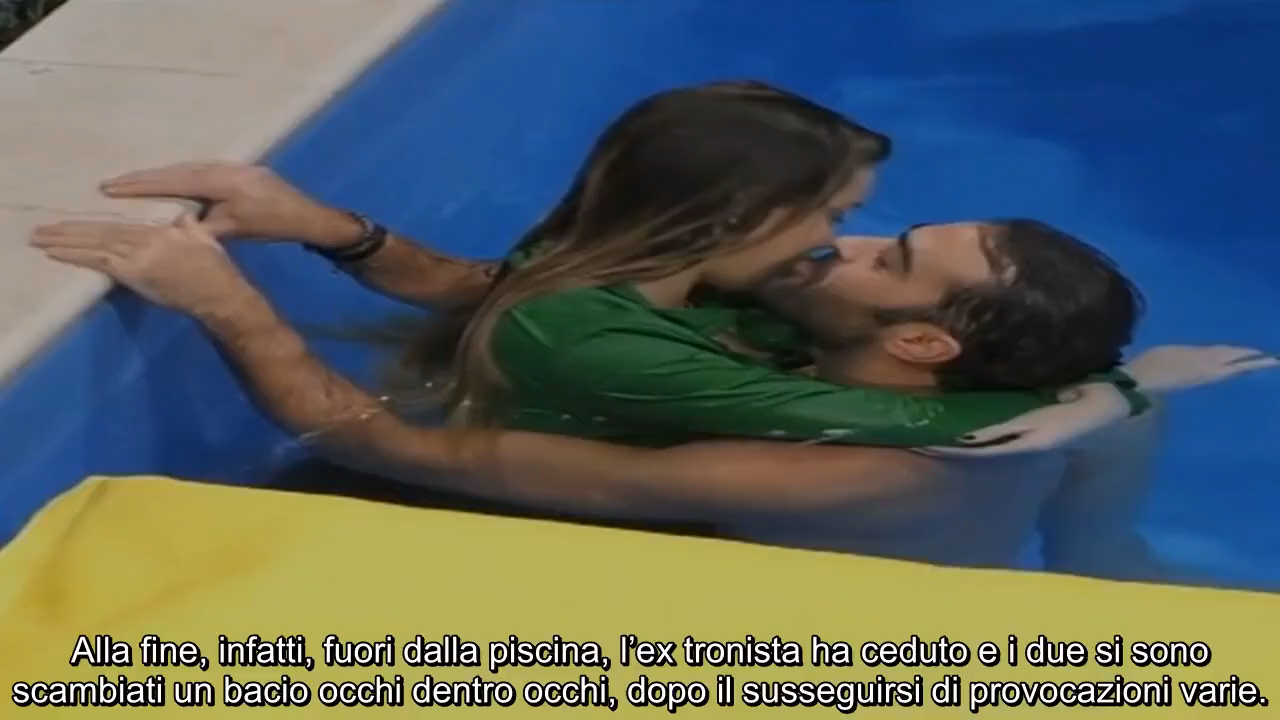 Alla fine, infatti, fuori dalla piscina, l’ex tronista ha ceduto e i due si sono
scambiati un bacio occhi dentro occhi, dopo il susseguirsi di provocazioni varie.